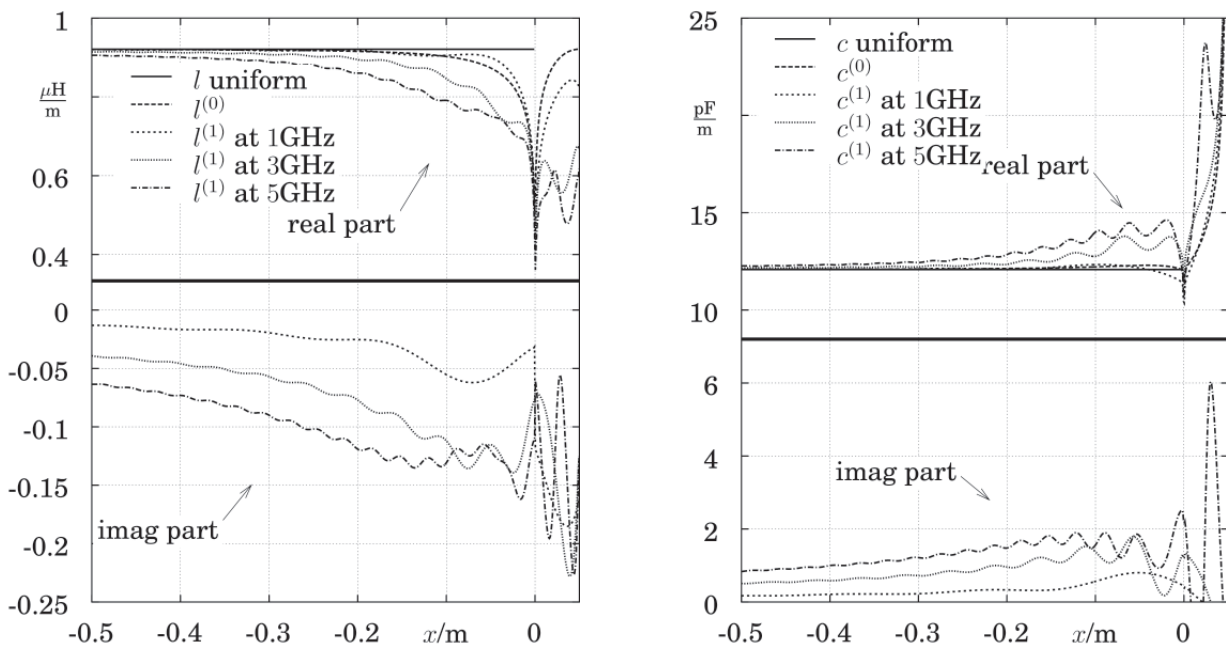 1
μH
m
0.6
0.4
l uniform
l(0)
l(1) at 1GHz
l(1) at 3GHz
l(1) at 5GHz
real part
0
-0.05
-0.1
-0.15
-0.2
-0.25
imag part
-0.5 -0.4 -0.3 -0.2 x/m 0
25
pF
m
15
10
c uniform
c(0)
c(1) at 1GHz
c(1) at 3GHz
c(1) at 5GHz
real part
6
4
2
0
imag part
-0.5 -0.4 -0.3 -0.2 x/m 0